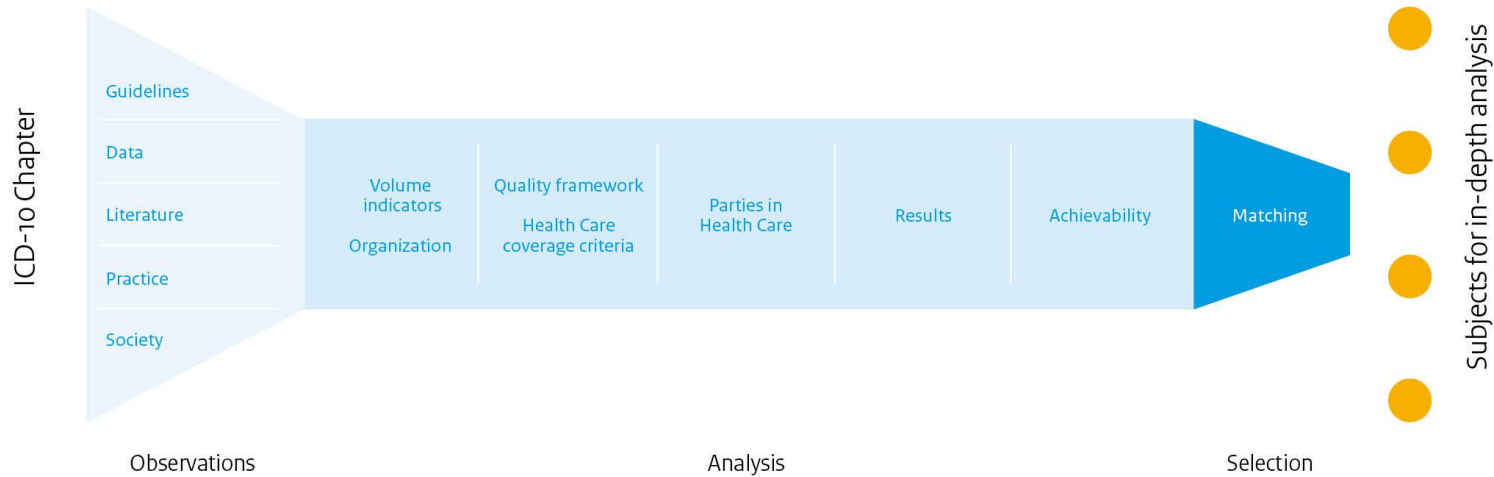 ICD-10 Chapter
Guidelines
Data
Literature
Practice
Society
Volume
indicators
Organization
Quality framework
Health Care
coverage criteria
Parties in
Health Care
Results
Achievability
Matching
Subjects for in-depth analysis
Observations
Analysis
Selection